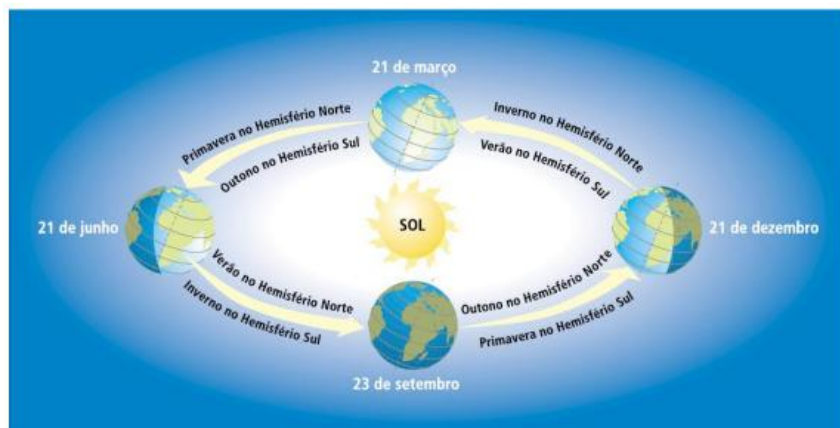 21 de março
Primavera no Hemisfério Norte
Outono no Hemisfério Sul
Inverno no Hemisfério Norte
Verão no Hemisfério Sul
21 de junho
SOL
21 de dezembro
Verão no Hemisfério Norte
Inverno no Hemisfério Sul
Outono no Hemisfério Norte
Primavera no Hemisfério Sul
23 de setembro